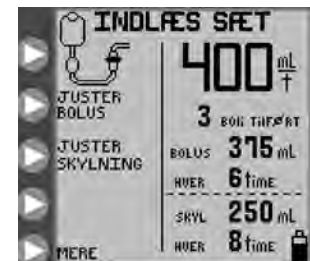 INDLÆS SÆT
400 mL
t
JUSTER
BOLUS
3
TILFØRT
JUSTER
SKYLNING
BOLUS 375 mL
HVER 6 time
SKYL 250 mL
HVER 8 time
MERE